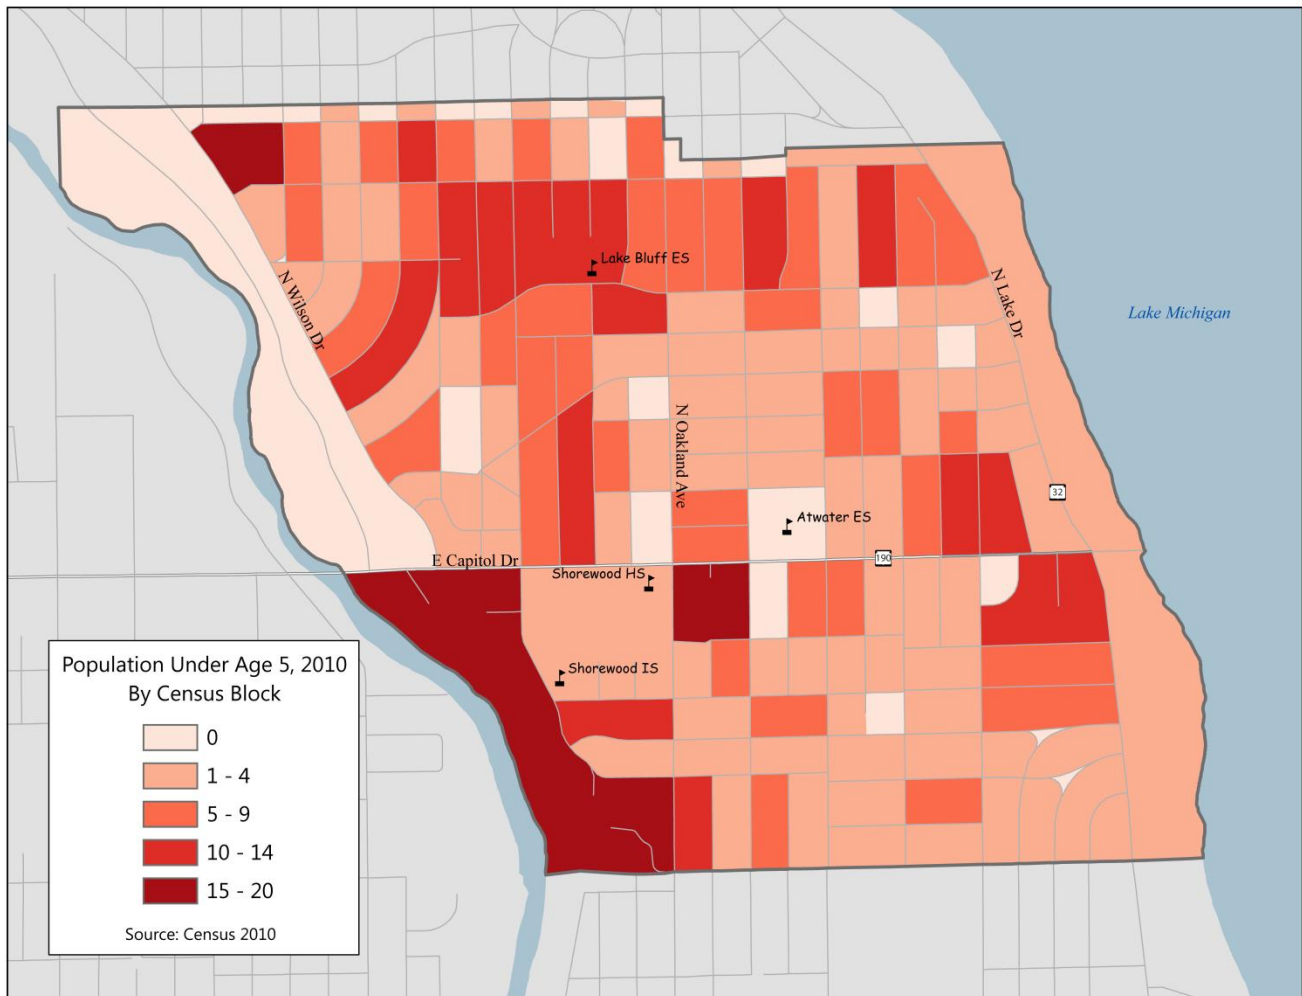 Lake Bluff ES
N Wilson Dr
N Lake Dr
Lake Michigan
N Oakland Ave
32
Atwater ES
190
E Capitol Dr
Shorewood HS
Shorewood IS
Population Under Age 5, 2010
By Census Block
0
1 - 4
5 - 9
10 - 14
15 - 20
Source: Census 2010